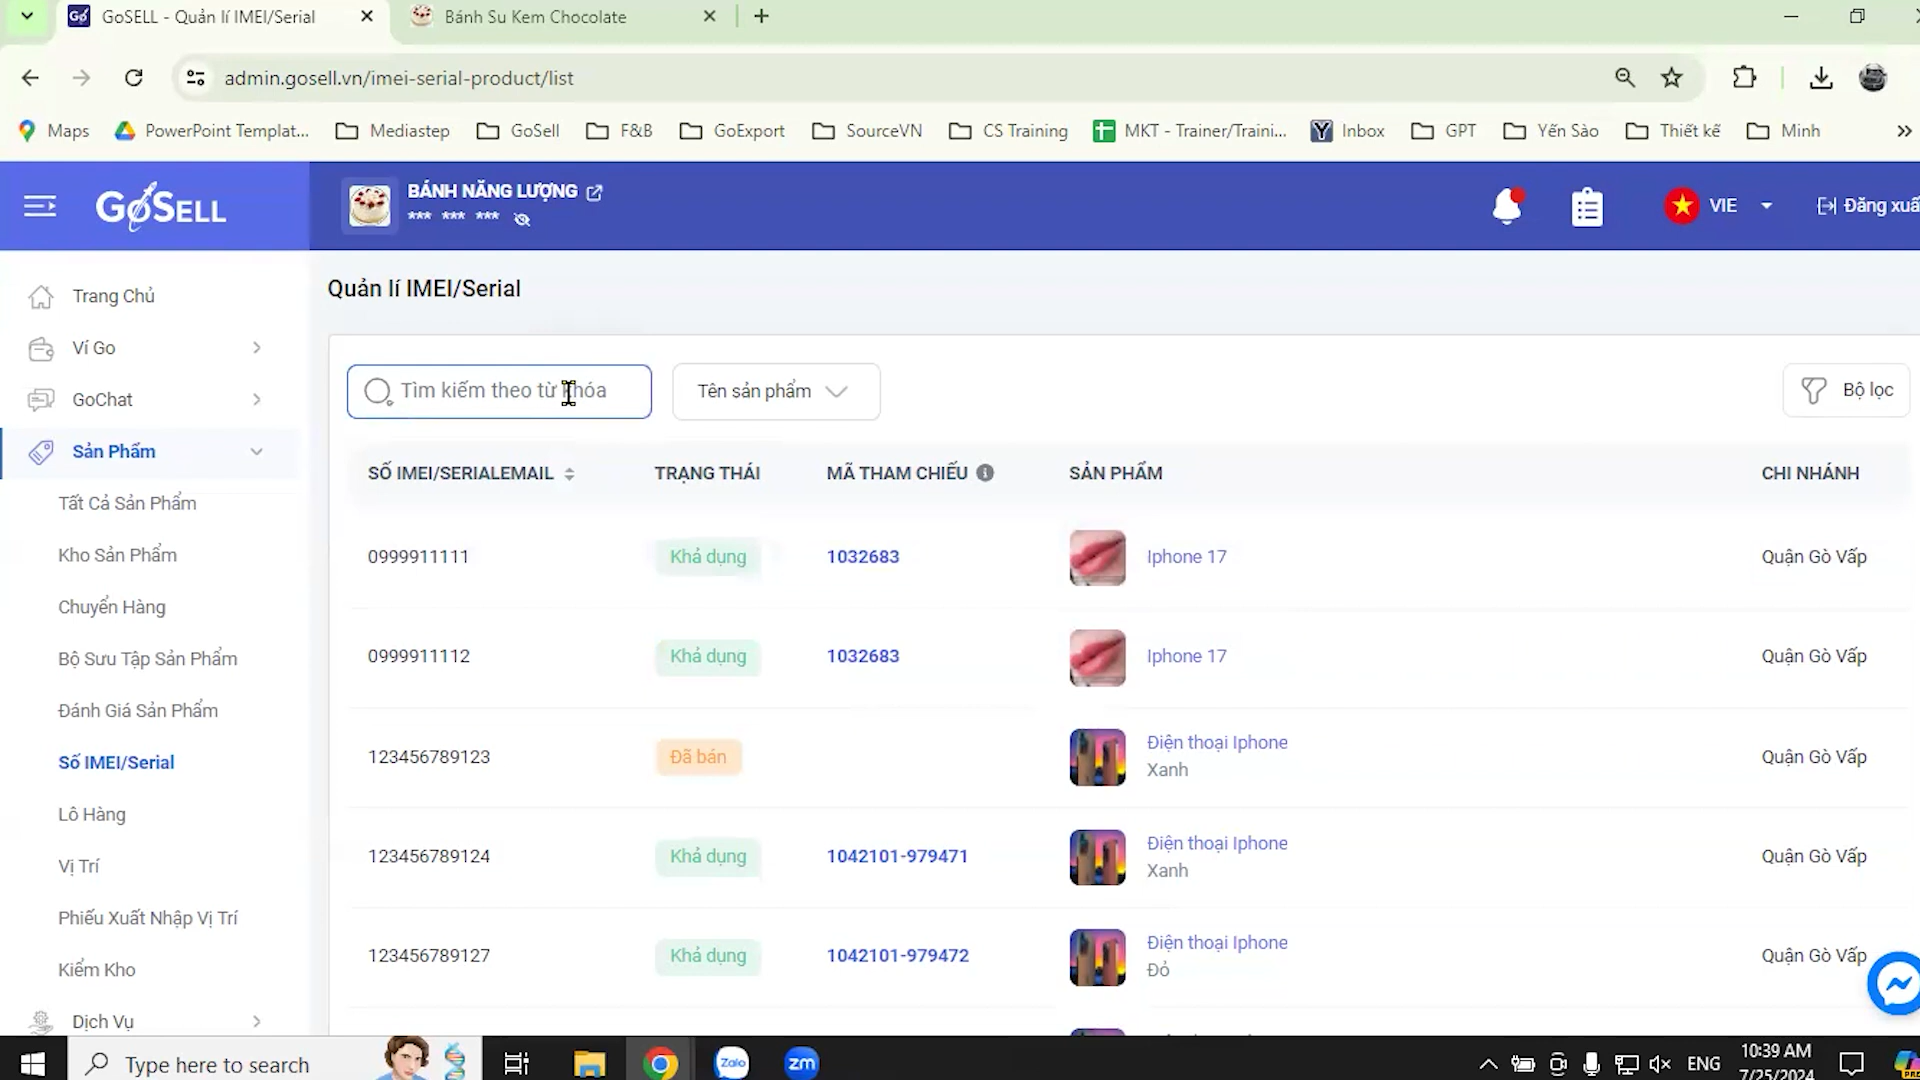 GoSELL - Quản lí IMEI/Serial
Bánh Su Kem Chocolate
admin.gosell.vn/imei-serial-product/list
Maps
PowerPoint Templat...
Mediastep
GoSell
F&B
GoExport
SourceVN
CS Training
MKT - Trainer/Traini...
Inbox
GPT
Yến Sào
Thiết kế
Minh
GoSELL
BÁNH NĂNG LƯỢNG
*** *** ***
VIE
Đăng xuấ
Trang Chủ
Ví Go
GoChat
Sản Phẩm
Tất Cả Sản Phẩm
Kho Sản Phẩm
Chuyển Hàng
Bộ Sưu Tập Sản Phẩm
Đánh Giá Sản Phẩm
Số IMEI/Serial
Lô Hàng
Vị Trí
Phiếu Xuất Nhập Vị Trí
Kiểm Kho
Dịch Vụ
Quản lí IMEI/Serial
Tìm kiếm theo từ khóa
Tên sản phẩm
Bộ lọc
SỐ IMEI/SERIALEMAIL TRẠNG THÁI MÃ THAM CHIẾU SẢN PHẨM CHI NHÁNH
0999911111 Khả dụng 1032683 Iphone 17 Quận Gò Vấp
0999911112 Khả dụng 1032683 Iphone 17 Quận Gò Vấp
123456789123 Đã bán Điện thoại Iphone Quận Gò Vấp
Xanh
123456789124 Khả dụng 1042101-979471 Điện thoại Iphone Quận Gò Vấp
Xanh
123456789127 Khả dụng 1042101-979472 Điện thoại Iphone Quận Gò Vấp
Đỏ
Type here to search
Zalo
zm
ENG
10:39 AM
7/25/2024